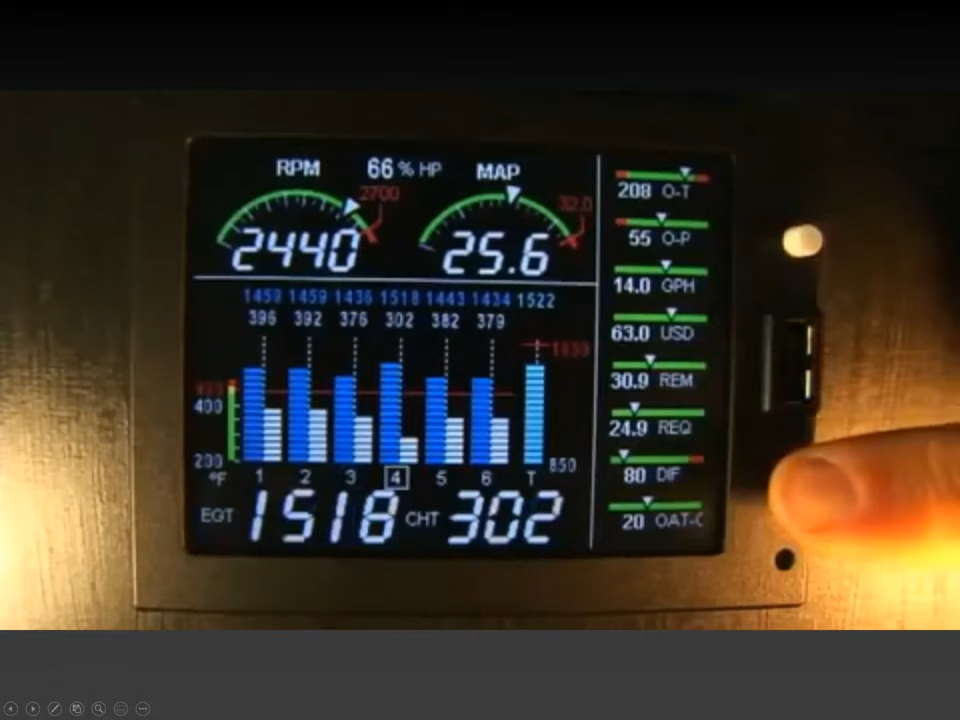 RPM 66 % HP MAP
2700 32.0
2440 25.6
1459 1459 1436 1518 1443 1434 1522
396 392 376 302 382 379
400
200 850
°F 1 2 3 4 5 6 T
EGT 1518 CHT 302
208 O-T
55 O-P
14.0 GPH
63.0 USD
30.9 REM
24.9 REQ
80 DIF
20 OAT-C